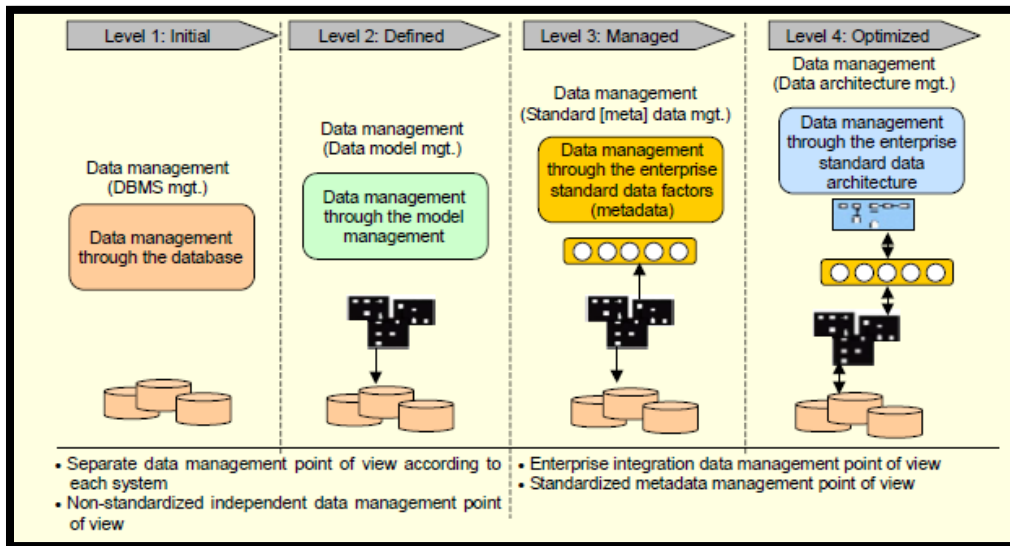 Level 1: Initial
Level 2: Defined
Level 3: Managed
Level 4: Optimized
Data management
(DBMS mgt.)
Data management
through the database
Data management
(Data model mgt.)
Data management
through the model
management
Data management
(Standard [meta] data mgt.)
Data management
through the enterprise
standard data factors
(metadata)
Data management
(Data architecture mgt.)
Data management
through the enterprise
standard data
architecture
• Separate data management point of view according to
each system
• Non-standardized independent data management point
of view
• Enterprise integration data management point of view
• Standardized metadata management point of view